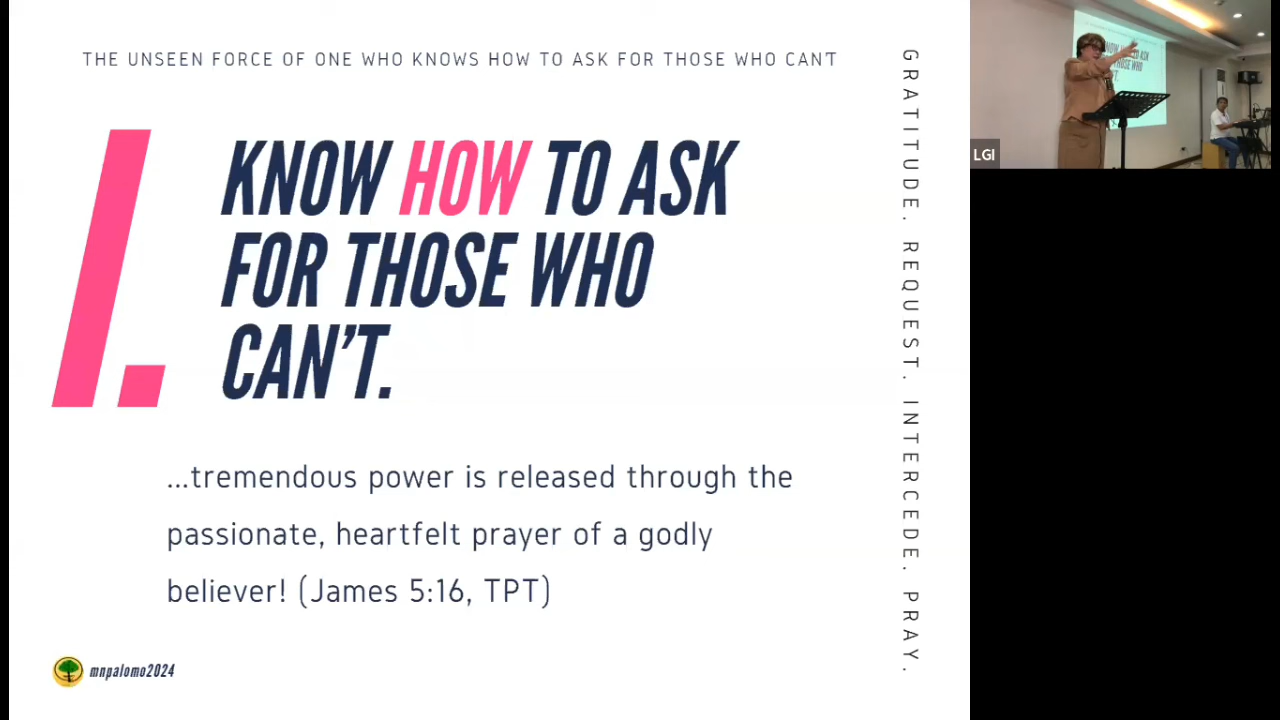 THE UNSEEN FORCE OF ONE WHO KNOWS HOW TO ASK FOR THOSE WHO CAN'T
1.
KNOW HOW TO ASK
FOR THOSE WHO
CAN'T.
...tremendous power is released through the
passionate, heartfelt prayer of a godly
believer! (James 5:16, TPT)
mnpalomo2024
GRATITUDE. REQUEST. INTERCEDE. PRAY.
LGI